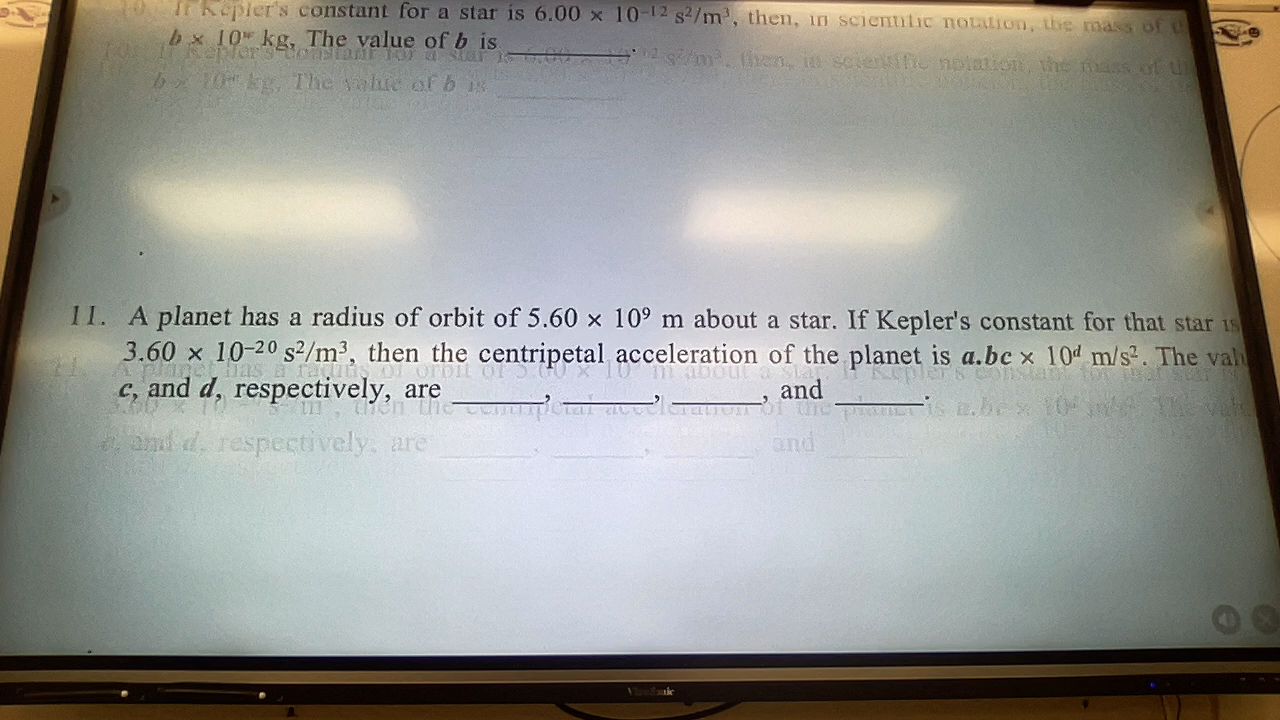 10. If Kepler's constant for a star is 6.00 × 10⁻¹² s²/m³, then, in scientific notation, the mass of
b × 10ʷ kg, The value of b is ________.
11. A planet has a radius of orbit of 5.60 × 10⁹ m about a star. If Kepler's constant for that star is
3.60 × 10⁻²⁰ s²/m³, then the centripetal acceleration of the planet is a.bc × 10ᵈ m/s². The
c, and d, respectively, are ______, ______, ______, and ______.
ViewSonic